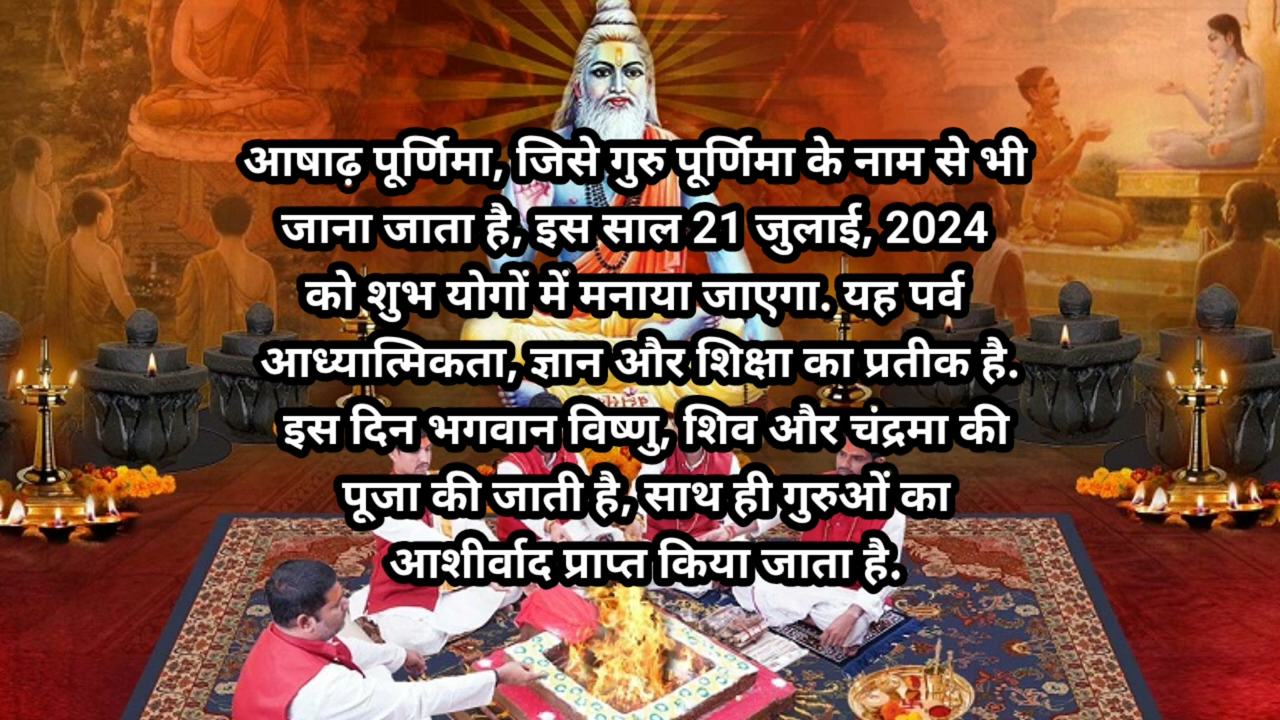 आषाढ़ पूर्णिमा, जिसे गुरु पूर्णिमा के नाम से भी
जाना जाता है, इस साल 21 जुलाई, 2024
को शुभ योगों में मनाया जाएगा. यह पर्व
आध्यात्मिकता, ज्ञान और शिक्षा का प्रतीक है.
इस दिन भगवान विष्णु, शिव और चंद्रमा की
पूजा की जाती है, साथ ही गुरुओं का
आशीर्वाद प्राप्त किया जाता है.